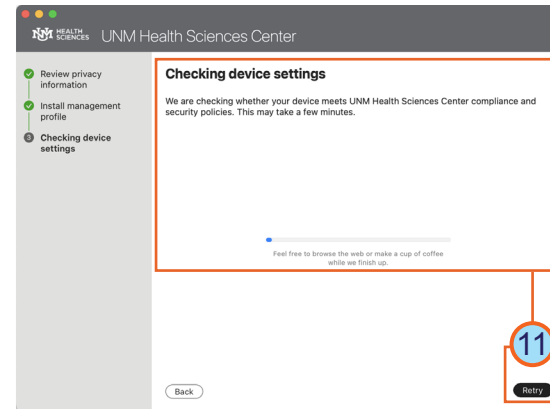 UNM HEALTH SCIENCES UNM Health Sciences Center
Review privacy
information
Install management
profile
3 Checking device
settings
Checking device settings
We are checking whether your device meets UNM Health Sciences Center compliance and
security policies. This may take a few minutes.
Feel free to browse the web or make a cup of coffee
while we finish up.
11
Back
Retry